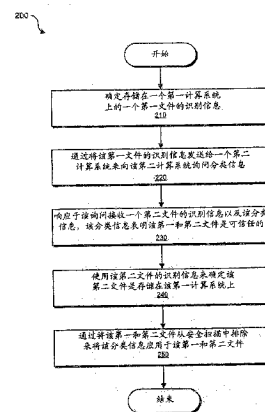 200
开始
确定存储在一个第一计算系统
上的一个第一文件的识别信息
210
通过将该第一文件的识别信息发送给一个第二
计算系统来向该第二计算系统询问分类信息
220
响应于该询问接收一个第二文件的识别信息以及该分类
信息，该分类信息表明该第一和第二文件是可信任的
230
使用该第二文件的识别信息来确定该
第二文件是存储在该第一计算系统上
240
通过将该第一和第二文件从安全扫描中排除
来将该分类信息应用于该第一和第二文件
250
结束